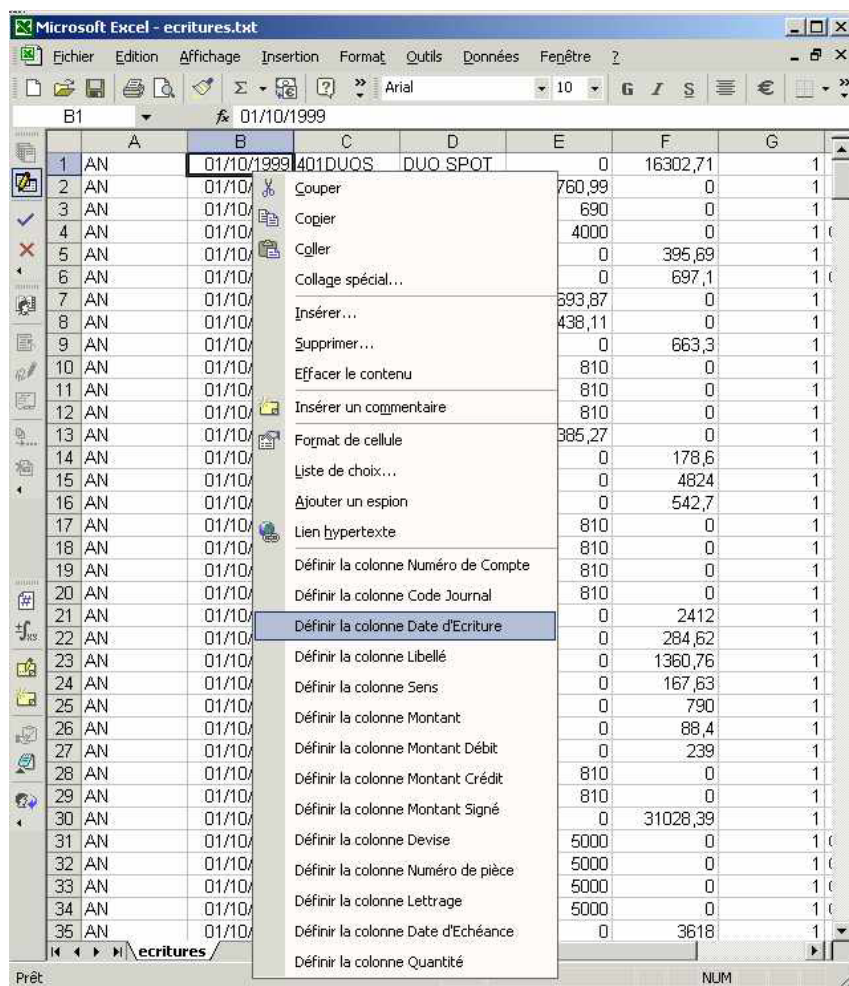 Microsoft Excel - ecritures.txt
Fichier Edition Affichage Insertion Format Outils Données Fenêtre ?
Arial 10 G I S €
B1 fx 01/10/1999
A B C D E F G
1 AN 01/10/1999 401DUOS DUO SPOT 0 16302,71 1
2 AN 01/10/ 760,99 0 1
Couper
3 AN 01/10/ 690 0 1
Copier
4 AN 01/10/ 4000 0 1
Coller
5 AN 01/10/ 0 395,69 1
6 AN 01/10/ 0 697,1 1
Collage spécial...
7 AN 01/10/ 593,87 0 1
Insérer...
8 AN 01/10/ 438,11 0 1
9 AN 01/10/ 0 663,3 1
Supprimer...
10 AN 01/10/ 810 0 1
Effacer le contenu
11 AN 01/10/ 810 0 1
Insérer un commentaire
12 AN 01/10/ 810 0 1
13 AN 01/10/ 385,27 0 1
Format de cellule
14 AN 01/10/ 0 178,6 1
Liste de choix...
15 AN 01/10/ 0 4824 1
Ajouter un espion
16 AN 01/10/ 0 542,7 1
17 AN 01/10/ 810 0 1
Lien hypertexte
18 AN 01/10/ 810 0 1
Définir la colonne Numéro de Compte
19 AN 01/10/ 810 0 1
20 AN 01/10/ 810 0 1
Définir la colonne Code Journal
21 AN 01/10/ 0 2412 1
Définir la colonne Date d'Ecriture
22 AN 01/10/ 0 284,62 1
23 AN 01/10/ 0 1360,76 1
Définir la colonne Libellé
24 AN 01/10/ 0 167,63 1
Définir la colonne Sens
25 AN 01/10/ 0 790 1
Définir la colonne Montant
26 AN 01/10/ 0 88,4 1
27 AN 01/10/ 0 239 1
Définir la colonne Montant Débit
28 AN 01/10/ 810 0 1
Définir la colonne Montant Crédit
29 AN 01/10/ 810 0 1
Définir la colonne Montant Signé
30 AN 01/10/ 0 31028,39 1
31 AN 01/10/ 5000 0 1
Définir la colonne Devise
32 AN 01/10/ 5000 0 1
Définir la colonne Numéro de pièce
33 AN 01/10/ 5000 0 1
Définir la colonne Lettrage
34 AN 01/10/ 5000 0 1
35 AN 01/10/ 0 3618 1
Définir la colonne Date d'Echéance
ecritures
Définir la colonne Quantité
Prêt NUM